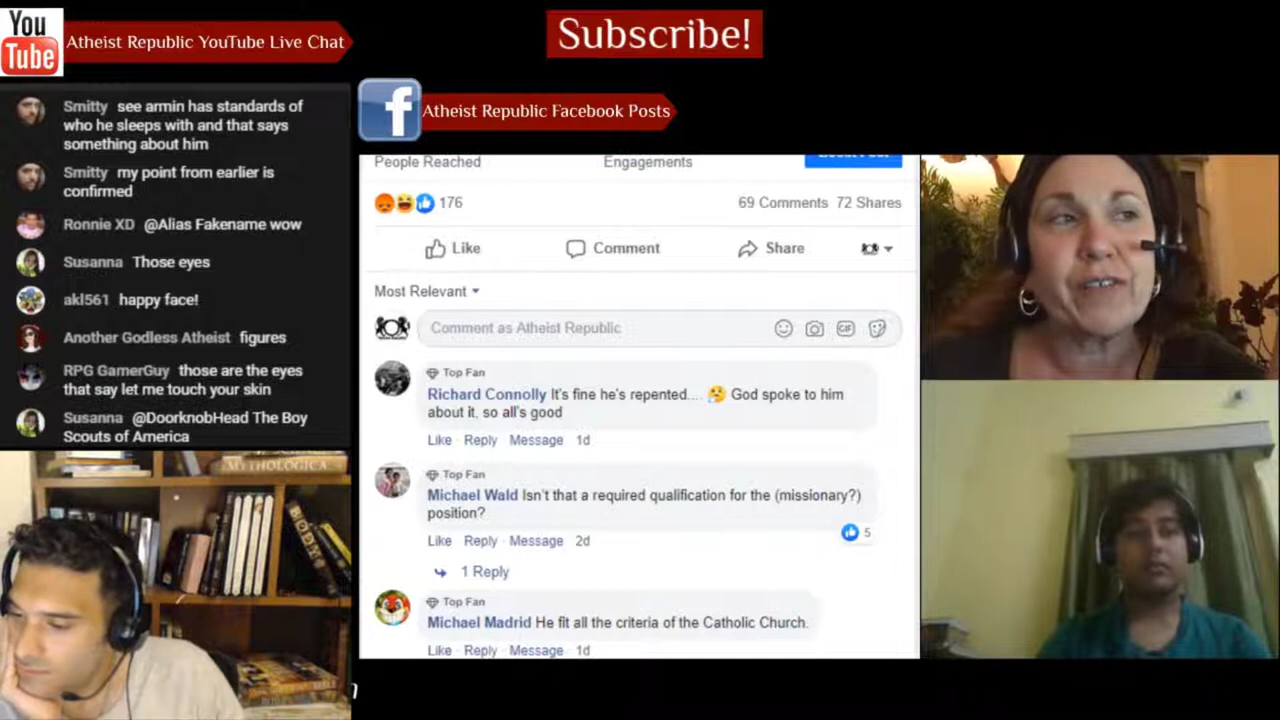 You
Tube
Atheist Republic YouTube Live Chat
Subscribe!
Atheist Republic Facebook Posts
Smitty see armin has standards of
who he sleeps with and that says
something about him
Smitty my point from earlier is
confirmed
Ronnie XD @Alias Fakename wow
Susanna Those eyes
akl561 happy face!
Another Godless Atheist figures
RPG GamerGuy those are the eyes
that say let me touch your skin
Susanna @DoorknobHead The Boy
Scouts of America
People Reached Engagements
176 69 Comments 72 Shares
Like Comment Share
Most Relevant
Comment as Atheist Republic GIF
Top Fan
Richard Connolly It's fine he's repented.... God spoke to him
about it, so all's good
Like · Reply · Message 1d
Top Fan
Michael Wald Isn't that a required qualification for the (missionary?)
position?
5
Like · Reply · Message 2d
1 Reply
Top Fan
Michael Madrid He fit all the criteria of the Catholic Church.
Like · Reply · Message 1d
MYTHOLOGICA